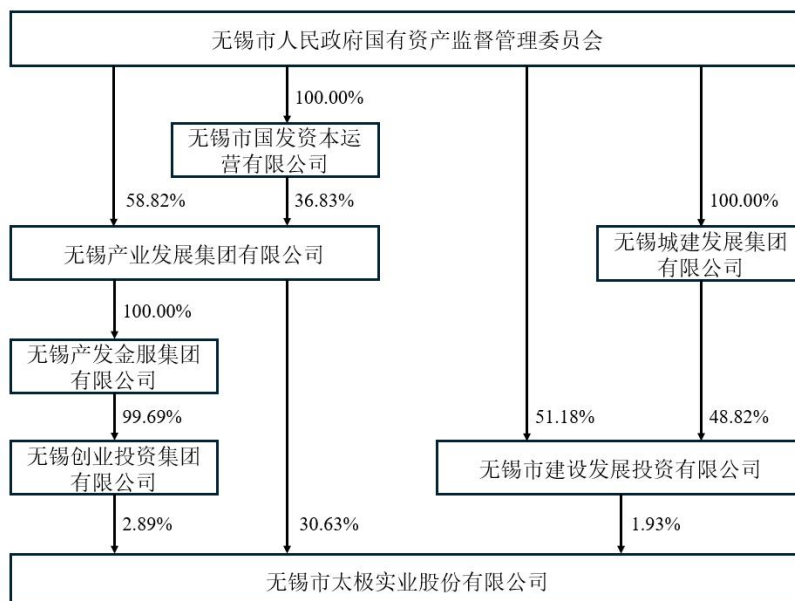 无锡市人民政府国有资产监督管理委员会
100.00%
无锡市国发资本运
营有限公司
58.82%
36.83%
100.00%
无锡产业发展集团有限公司
无锡城建发展集团
有限公司
100.00%
无锡产发金服集团
有限公司
99.69%
51.18%
48.82%
无锡创业投资集团
有限公司
无锡市建设发展投资有限公司
2.89%
30.63%
1.93%
无锡市太极实业股份有限公司